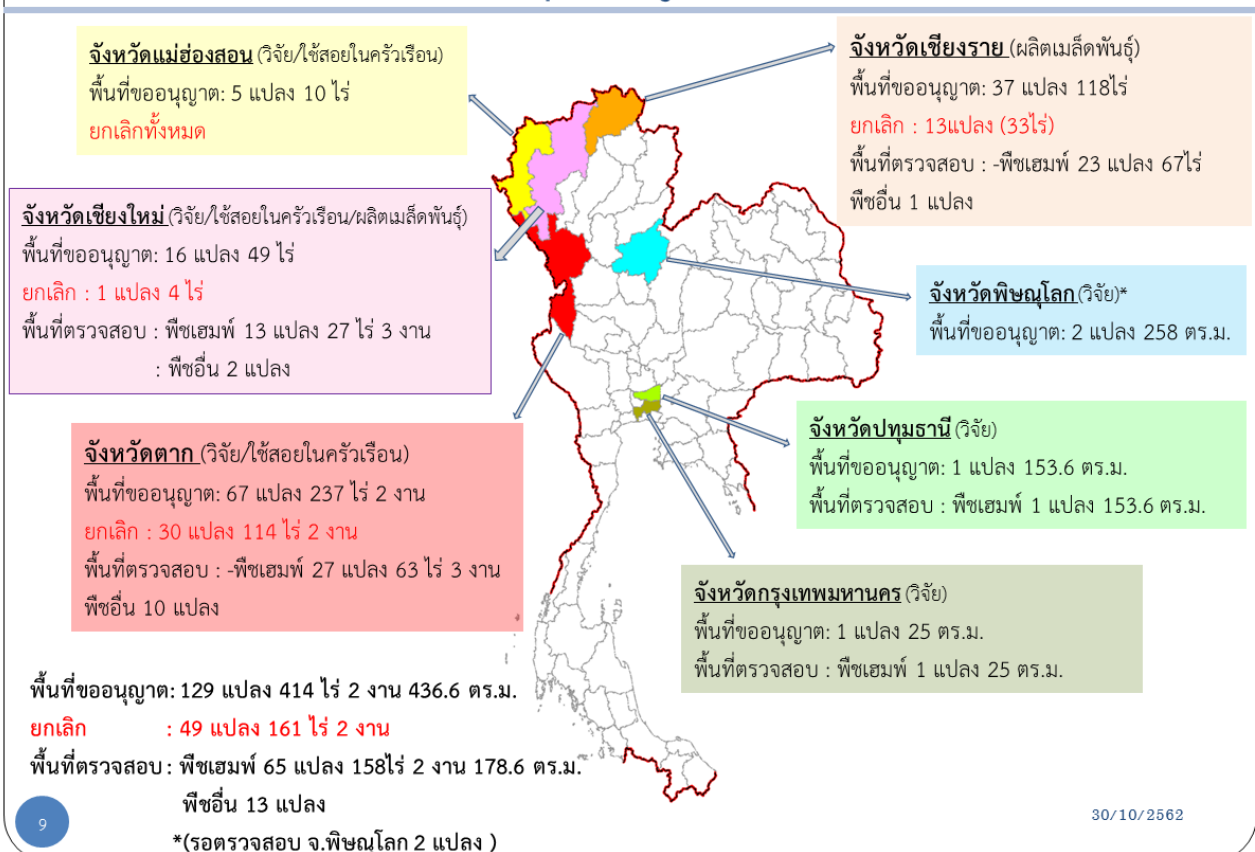 จังหวัดแม่ฮ่องสอน (วิจัย/ใช้สอยในครัวเรือน)
พื้นที่ขออนุญาต: 5 แปลง 10 ไร่
ยกเลิกทั้งหมด
จังหวัดเชียงราย (ผลิตเมล็ดพันธุ์)
พื้นที่ขออนุญาต: 37 แปลง 118ไร่
ยกเลิก : 13แปลง (33ไร่)
พื้นที่ตรวจสอบ : -พืชเฮมพ์ 23 แปลง 67ไร่
พืชอื่น 1 แปลง
จังหวัดเชียงใหม่ (วิจัย/ใช้สอยในครัวเรือน/ผลิตเมล็ดพันธุ์)
พื้นที่ขออนุญาต: 16 แปลง 49 ไร่
ยกเลิก : 1 แปลง 4 ไร่
พื้นที่ตรวจสอบ : พืชเฮมพ์ 13 แปลง 27 ไร่ 3 งาน
: พืชอื่น 2 แปลง
จังหวัดพิษณุโลก (วิจัย)*
พื้นที่ขออนุญาต: 2 แปลง 258 ตร.ม.
จังหวัดตาก (วิจัย/ใช้สอยในครัวเรือน)
พื้นที่ขออนุญาต: 67 แปลง 237 ไร่ 2 งาน
ยกเลิก : 30 แปลง 114 ไร่ 2 งาน
พื้นที่ตรวจสอบ : -พืชเฮมพ์ 27 แปลง 63 ไร่ 3 งาน
พืชอื่น 10 แปลง
จังหวัดปทุมธานี (วิจัย)
พื้นที่ขออนุญาต: 1 แปลง 153.6 ตร.ม.
พื้นที่ตรวจสอบ : พืชเฮมพ์ 1 แปลง 153.6 ตร.ม.
จังหวัดกรุงเทพมหานคร (วิจัย)
พื้นที่ขออนุญาต: 1 แปลง 25 ตร.ม.
พื้นที่ตรวจสอบ : พืชเฮมพ์ 1 แปลง 25 ตร.ม.
พื้นที่ขออนุญาต: 129 แปลง 414 ไร่ 2 งาน 436.6 ตร.ม.
ยกเลิก : 49 แปลง 161 ไร่ 2 งาน
พื้นที่ตรวจสอบ : พืชเฮมพ์ 65 แปลง 158ไร่ 2 งาน 178.6 ตร.ม.
พืชอื่น 13 แปลง
*(รอตรวจสอบ จ.พิษณโลก 2 แปลง )
9
30/10/2562